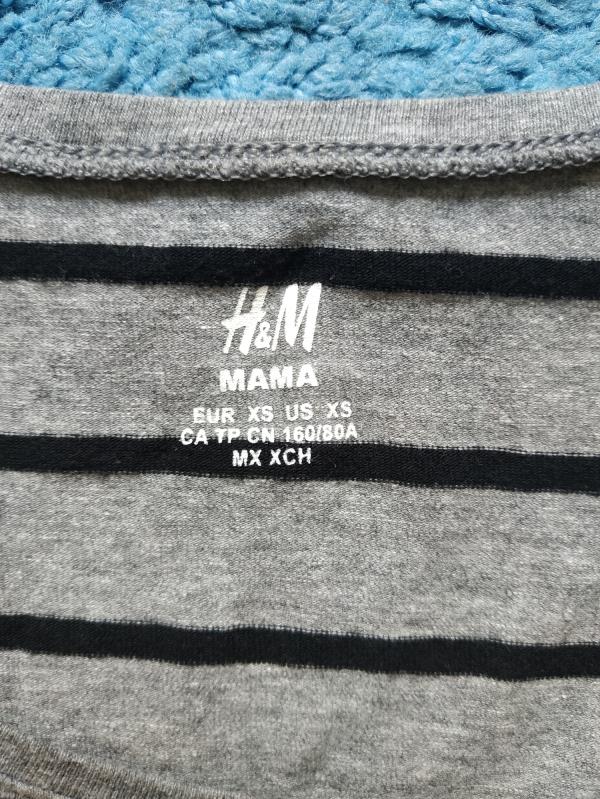 H&M
MAMA
EUR XS US XS
CA TP CN 160/80A
MX XCH